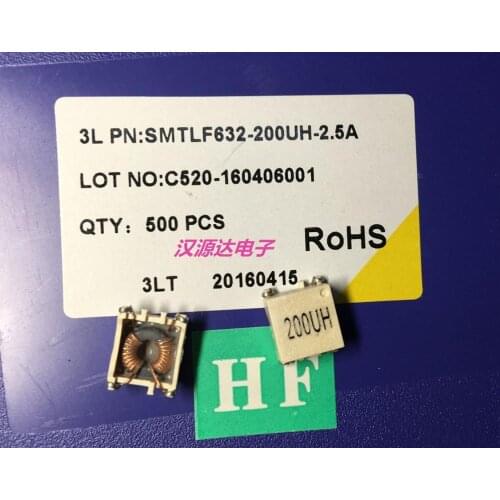 3L PN:SMTLF632-200UH-2.5A
LOT NO:C520-160406001
QTY: 500 PCS
汉源达电子
RoHS
3LT 20160415
200UH
HF